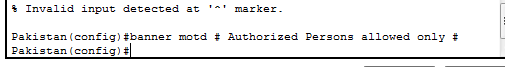 % Invalid input detected at '^' marker.
Pakistan(config)#banner motd # Authorized Persons allowed only #
Pakistan(config)#